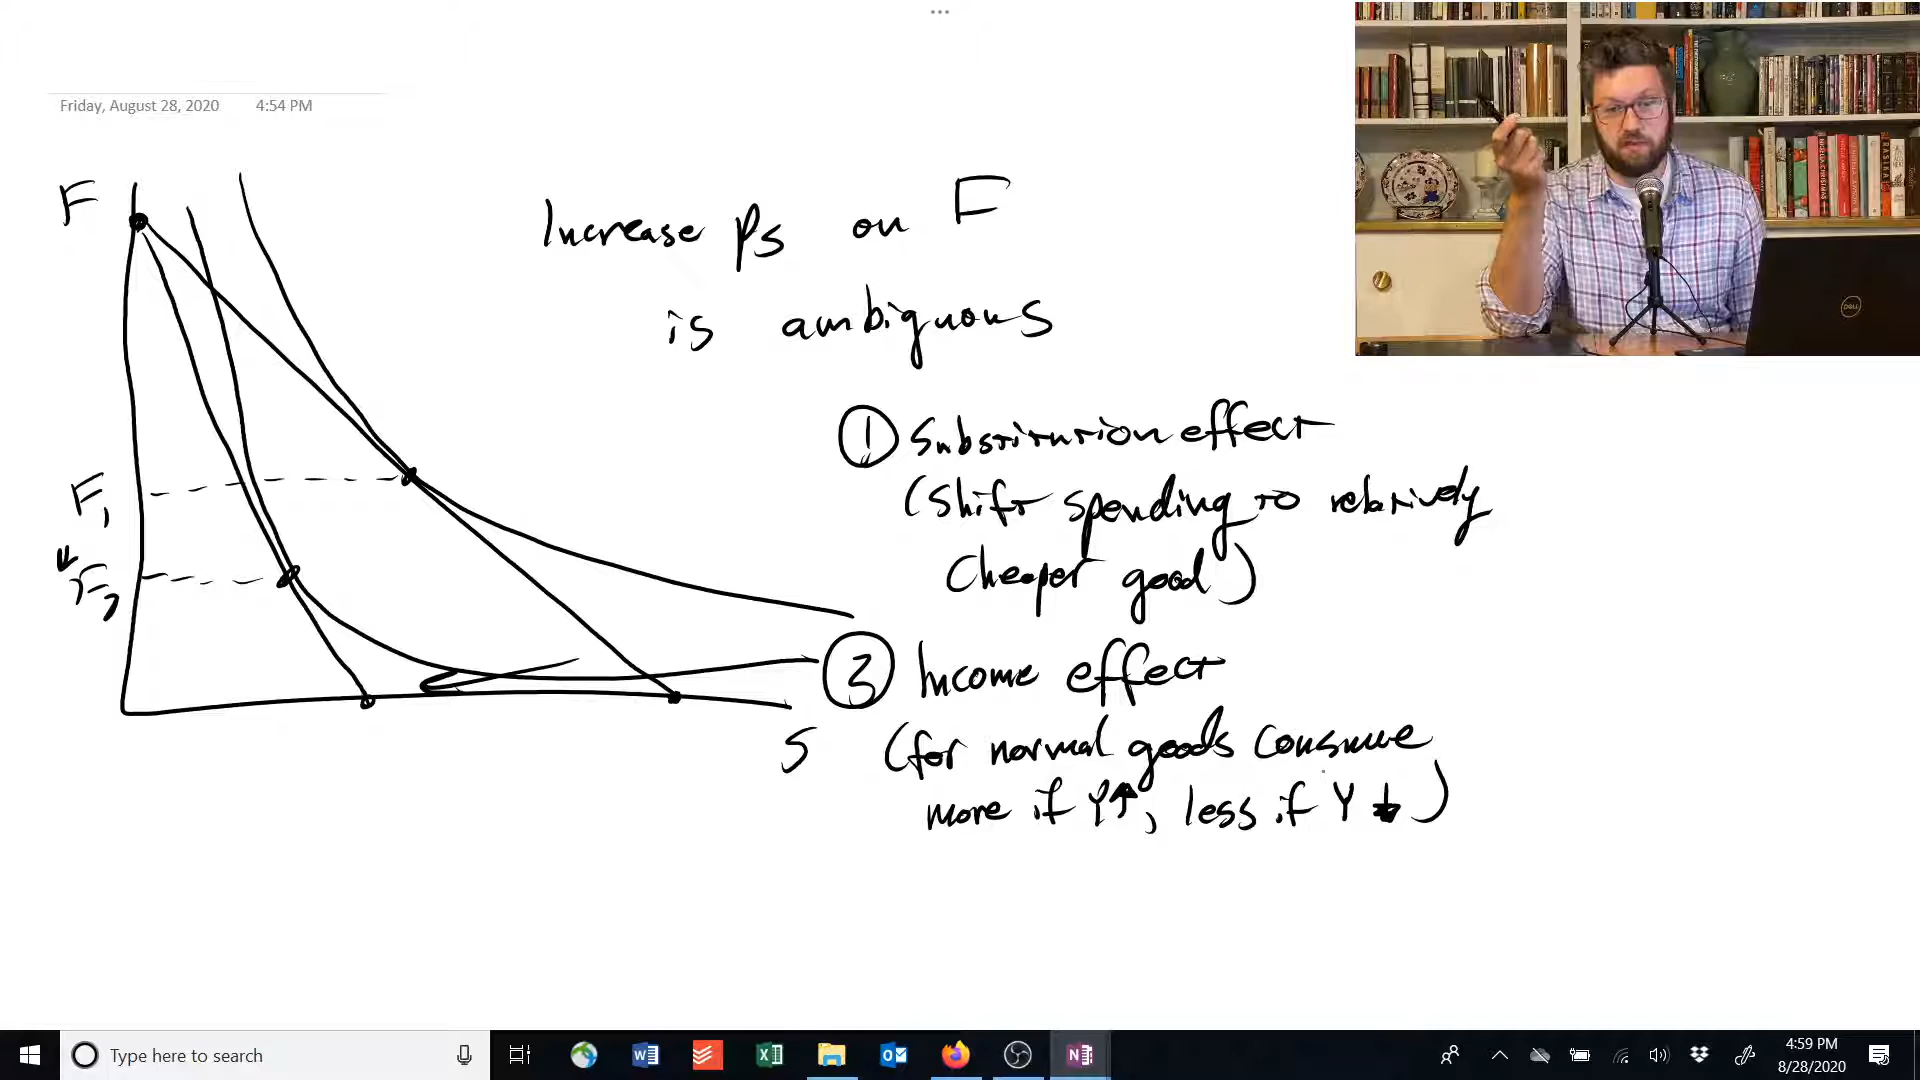 Friday, August 28, 2020 4:54 PM
F
Increase Ps on F
is ambiguous
① Substitution effect
(Shift spending to relatively
Cheaper good)
F1
F2
② Income effect
(for normal goods consume
more if Y↑, less if Y↓)
S
DELL
Type here to search
4:59 PM
8/28/2020